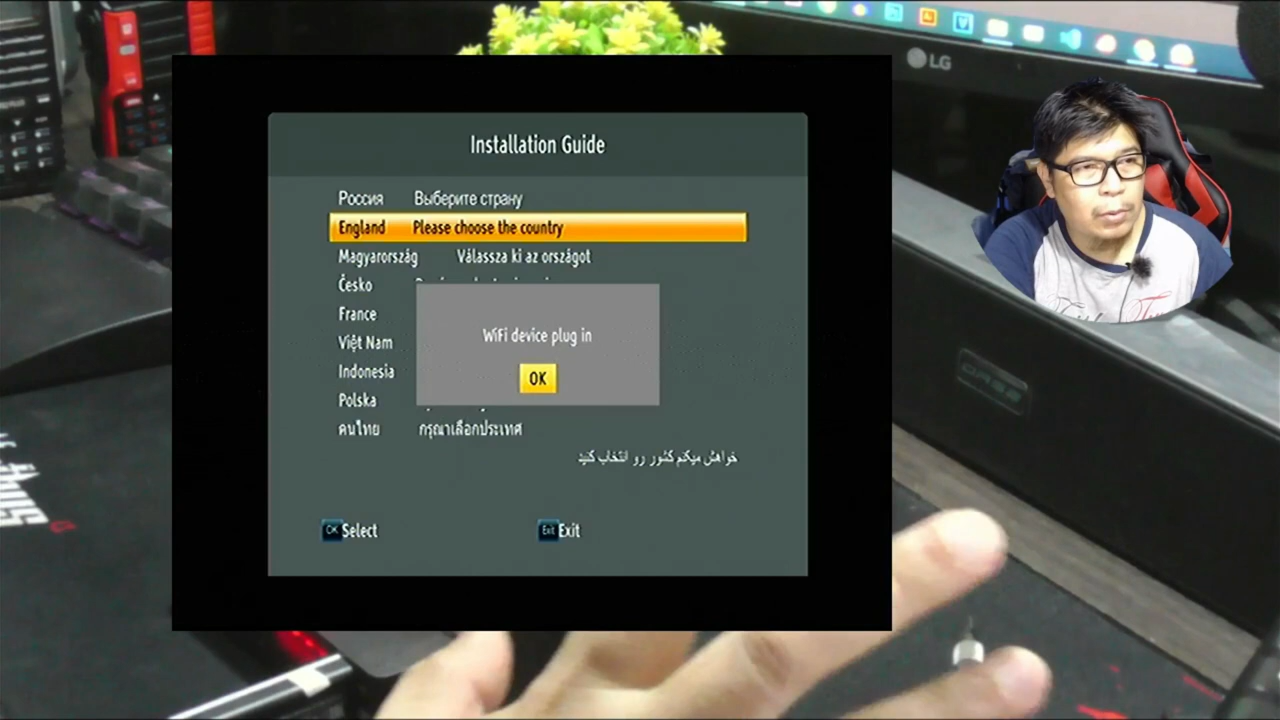 LG
Installation Guide
Россия Выберите страну
England Please choose the country
Magyarország Válassza ki az országot
Česko
France
WiFi device plug in
Việt Nam
Indonesia
OK
Polska
คนไทย กรุณาเลือกประเทศ
خواهش میکنم کشور رو انتخاب کنید
OK Select
Exit Exit